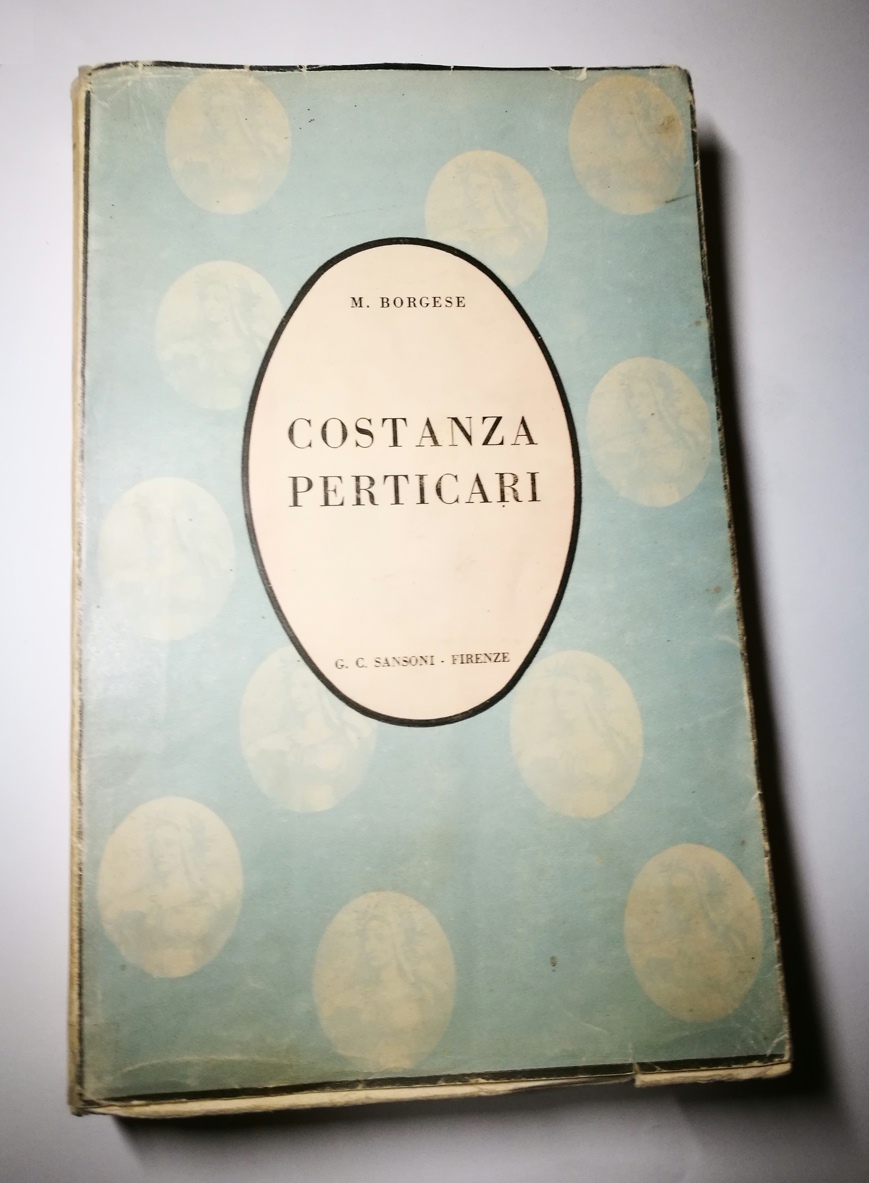 M. BORGESE
COSTANZA
PERTICARI
G. C. SANSONI - FIRENZE